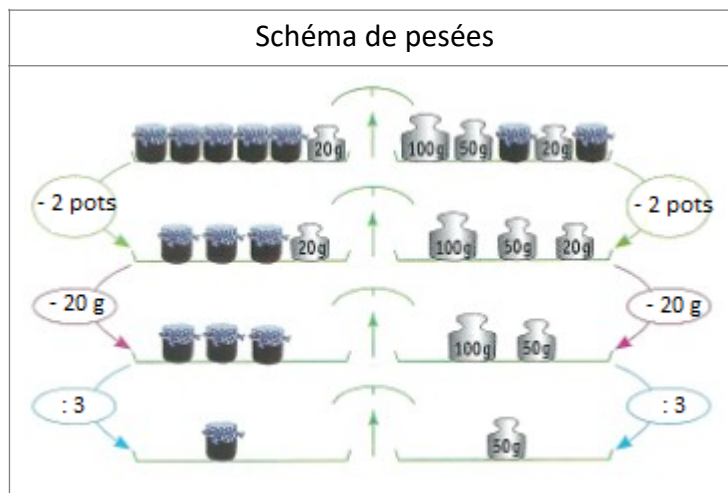 Schéma de pesées
20g 100g 50g 20g
- 2 pots - 2 pots
20g 100g 50g 20g
- 20 g - 20 g
100g 50g
: 3 : 3
50g